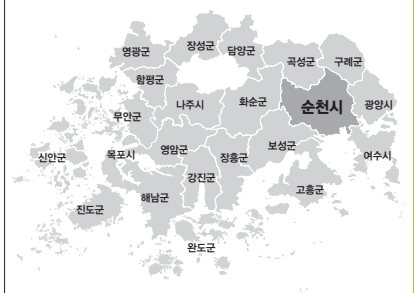 영광군
장성군
담양군
곡성군
구례군
함평군
나주시
화순군
순천시
광양시
무안군
신안군
목포시
영암군
장흥군
보성군
여수시
강진군
해남군
고흥군
진도군
완도군